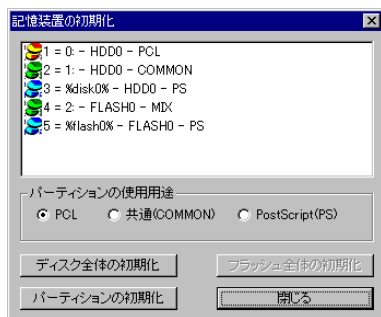 記憶装置の初期化
1 = 0: - HDD0 - PCL
2 = 1: - HDD0 - COMMON
3 = %disk0% - HDD0 - PS
4 = 2: - FLASH0 - MIX
5 = %flash0% - FLASH0 - PS
パーティションの使用用途
PCL 共通(COMMON) PostScript(PS)
ディスク全体の初期化 フラッシュ全体の初期化
パーティションの初期化 閉じる